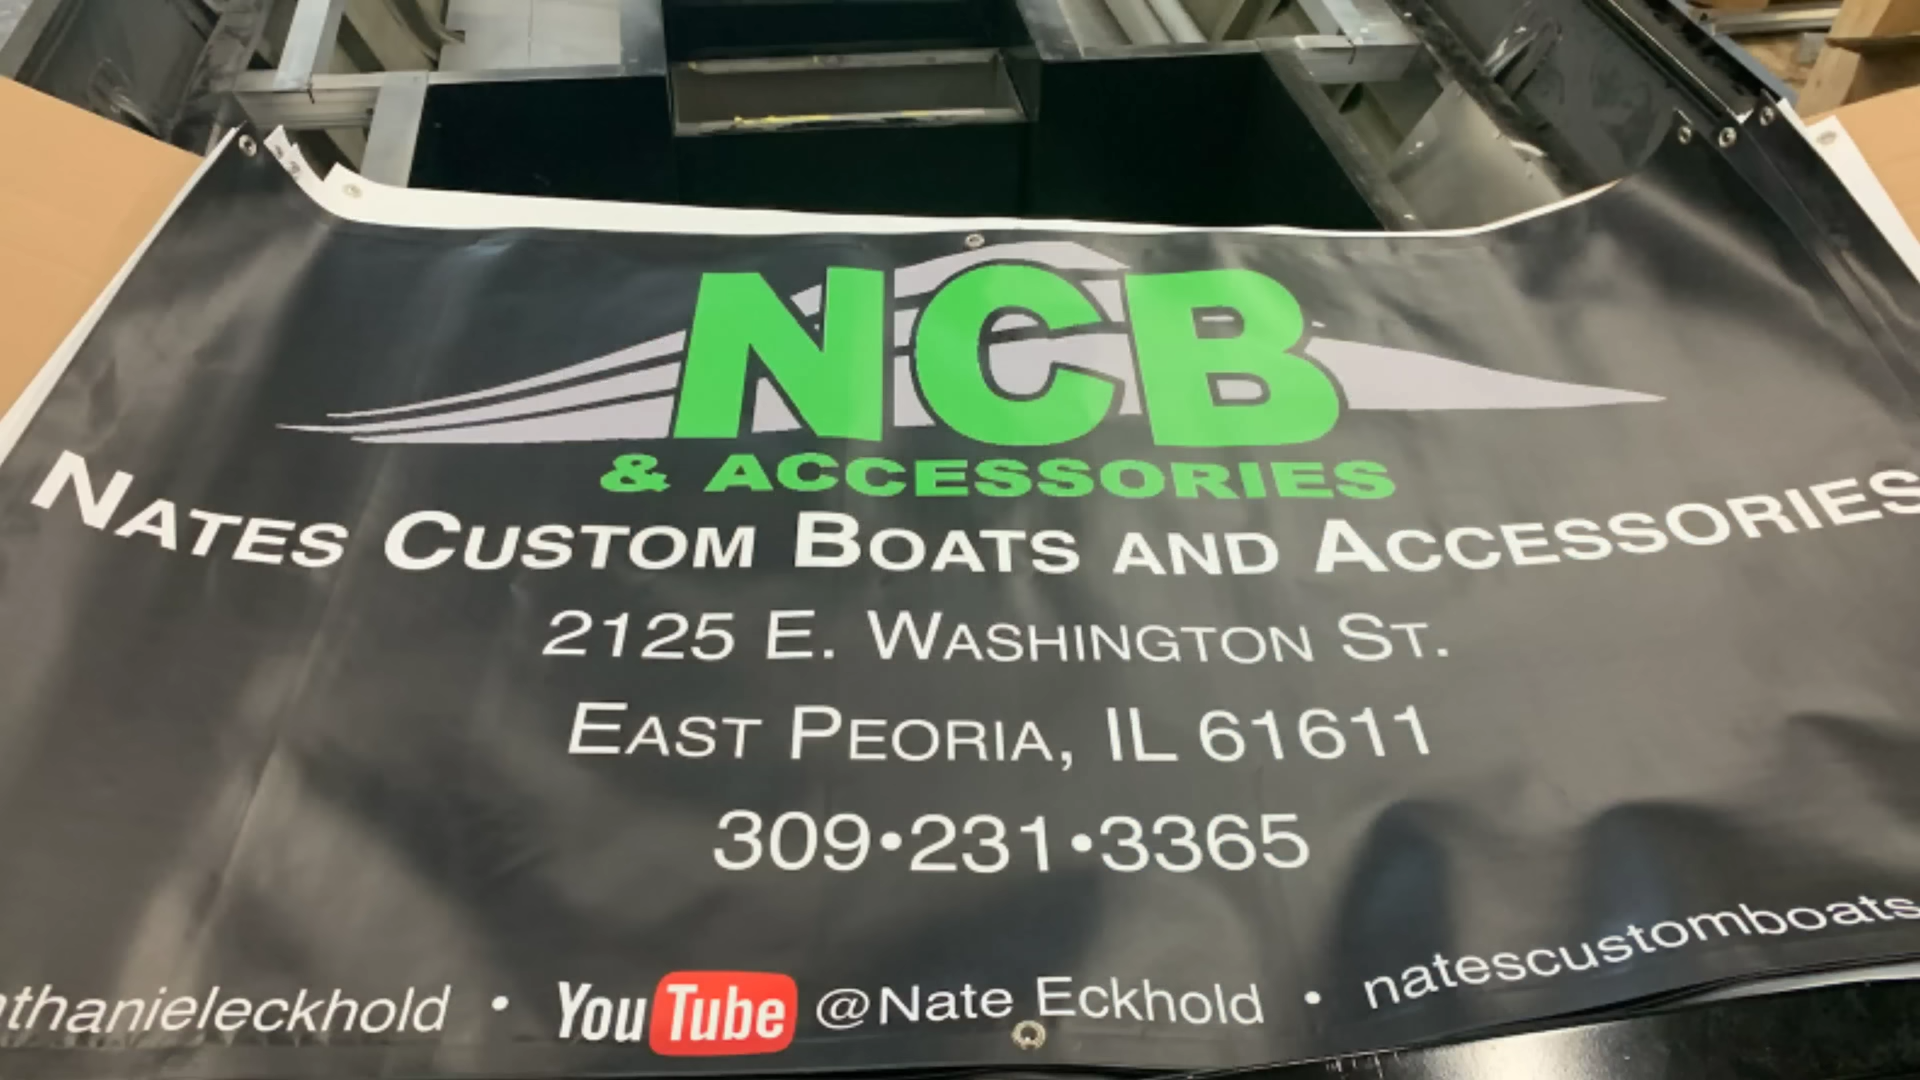 NCB
& ACCESSORIES
NATES CUSTOM BOATS AND ACCESSORIES
2125 E. WASHINGTON ST.
EAST PEORIA, IL 61611
309•231•3365
thanieleckhold • YouTube @Nate Eckhold • natescustomboats